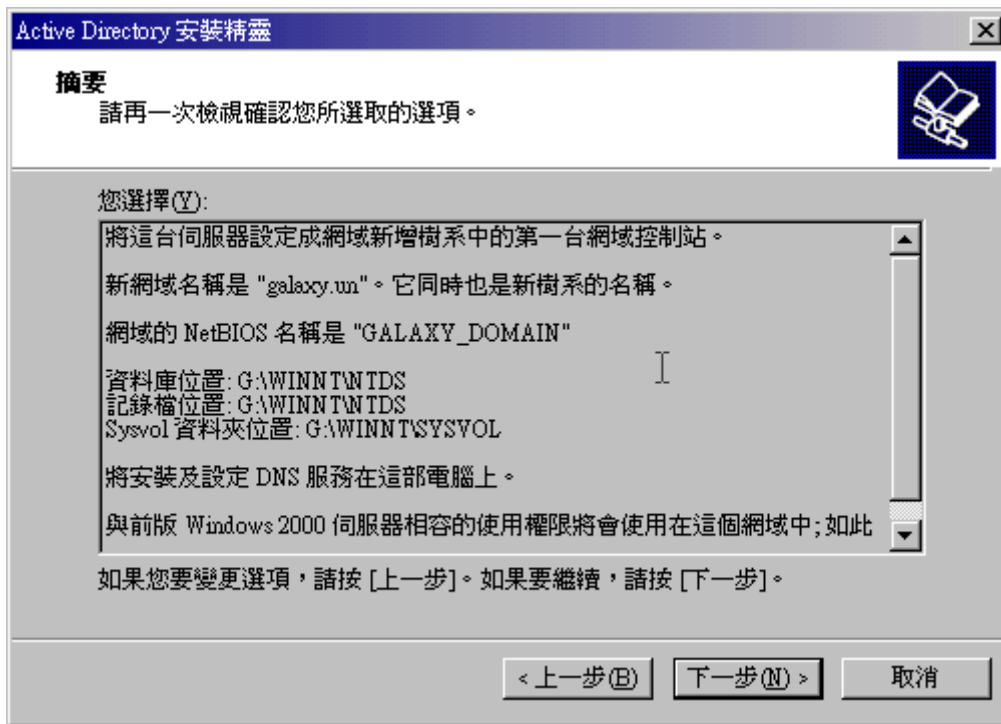 Active Directory 安裝精靈
摘要
請再一次檢視確認您所選取的選項。
您選擇(Y):
將這台伺服器設定成網域新增樹系中的第一台網域控制站。
新網域名稱是 "galaxy.un"。它同時也是新樹系的名稱。
網域的 NetBIOS 名稱是 "GALAXY_DOMAIN"
資料庫位置: G:\WINNT\NTDS
記錄檔位置: G:\WINNT\NTDS
Sysvol 資料夾位置: G:\WINNT\SYSVOL
將安裝及設定 DNS 服務在這部電腦上。
與前版 Windows 2000 伺服器相容的使用權限將會使用在這個網域中;如此
如果您要變更選項，請按 [上一步]。如果要繼續，請按 [下一步]。
< 上一步(B)
下一步(N) >
取消